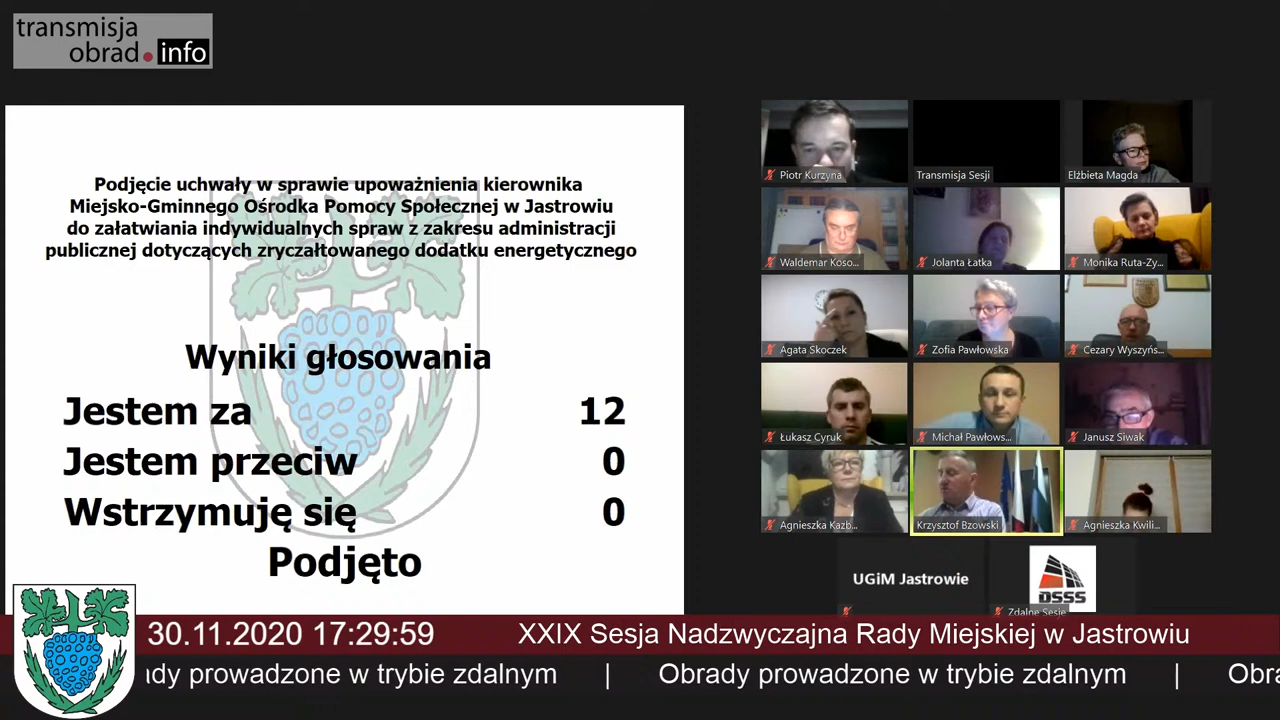 transmisja
obrad.info
Podjęcie uchwały w sprawie upoważnienia kierownika
Miejsko-Gminnego Ośrodka Pomocy Społecznej w Jastrowiu
do załatwiania indywidualnych spraw z zakresu administracji
publicznej dotyczących zryczałtowanego dodatku energetycznego
Wyniki głosowania
Jestem za 12
Jestem przeciw 0
Wstrzymuję się 0
Podjęto
Piotr Kurzyna
Transmisja Sesji
Elżbieta Magda
Waldemar Koso...
Jolanta Łatka
Monika Ruta-Zy...
Agata Skoczek
Zofia Pawłowska
Cezary Wyszyńs...
Łukasz Cyruk
Michał Pawłows...
Janusz Siwak
Agnieszka Kazb...
Krzysztof Bzowski
Agnieszka Kwili...
UGiM Jastrowie
DSSS
Zdalne Sesje
30.11.2020 17:29:59 XXIX Sesja Nadzwyczajna Rady Miejskiej w Jastrowiu
ady prowadzone w trybie zdalnym | Obrady prowadzone w trybie zdalnym | Obra